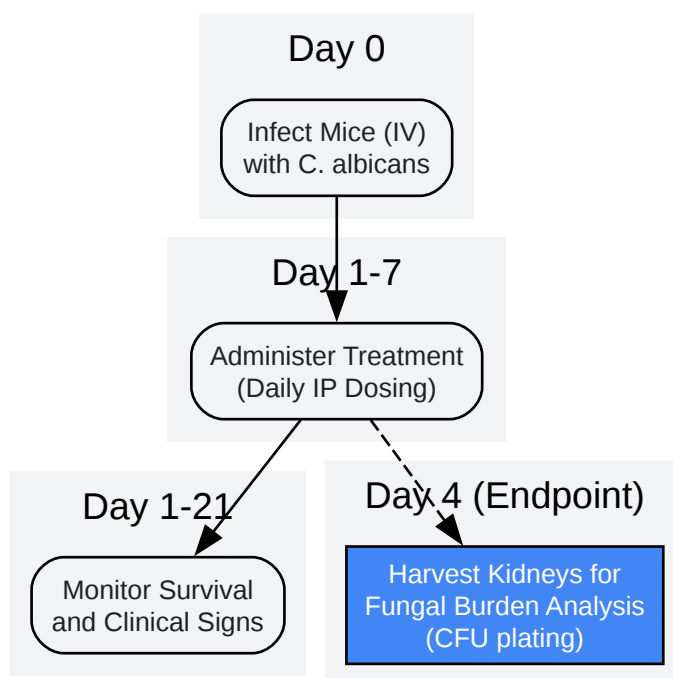 Day 0
Infect Mice (IV)
with C. albicans
Day 1-7
Administer Treatment
(Daily IP Dosing)
Day 1-21
Monitor Survival
and Clinical Signs
Day 4 (Endpoint)
Harvest Kidneys for
Fungal Burden Analysis
(CFU plating)